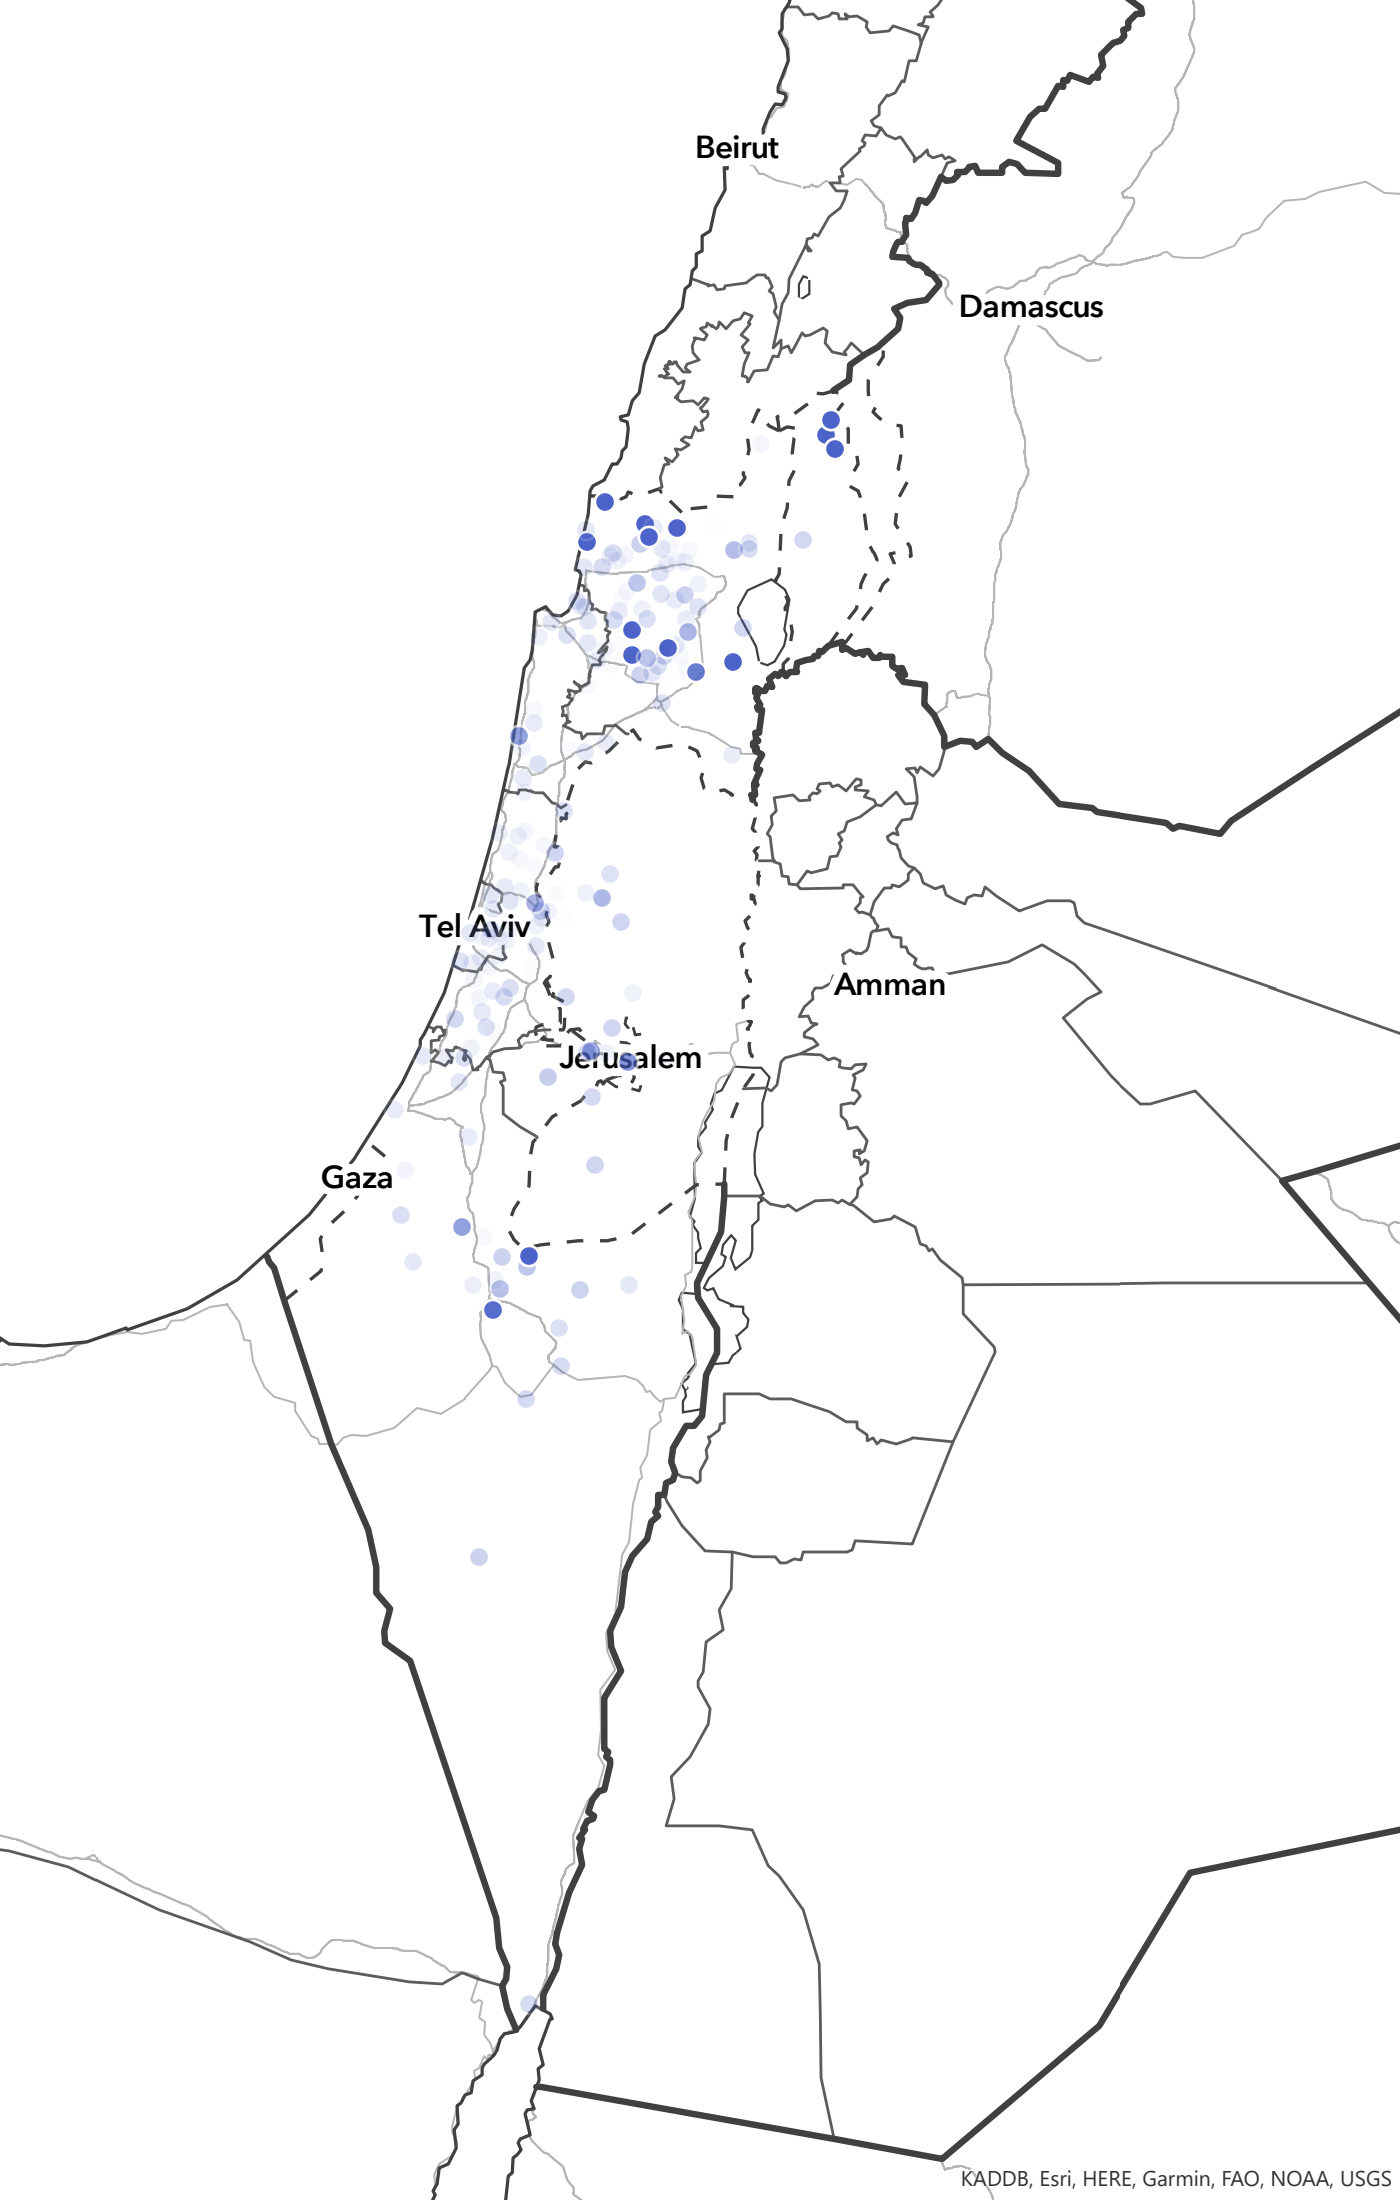 Beirut
Damascus
Tel Aviv
Amman
Jerusalem
Gaza
KADDB, Esri, HERE, Garmin, FAO, NOAA, USGS